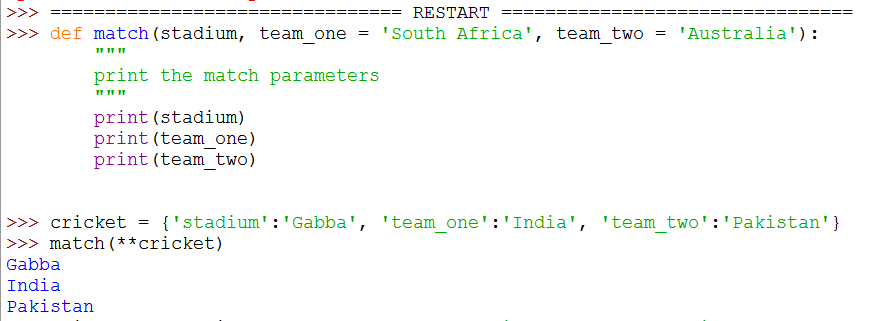 >>> ================================ RESTART ================================
>>> def match(stadium, team_one = 'South Africa', team_two = 'Australia'):
        """
        print the match parameters
        """
        print(stadium)
        print(team_one)
        print(team_two)
>>> cricket = {'stadium':'Gabba', 'team_one':'India', 'team_two':'Pakistan'}
>>> match(**cricket)
Gabba
India
Pakistan